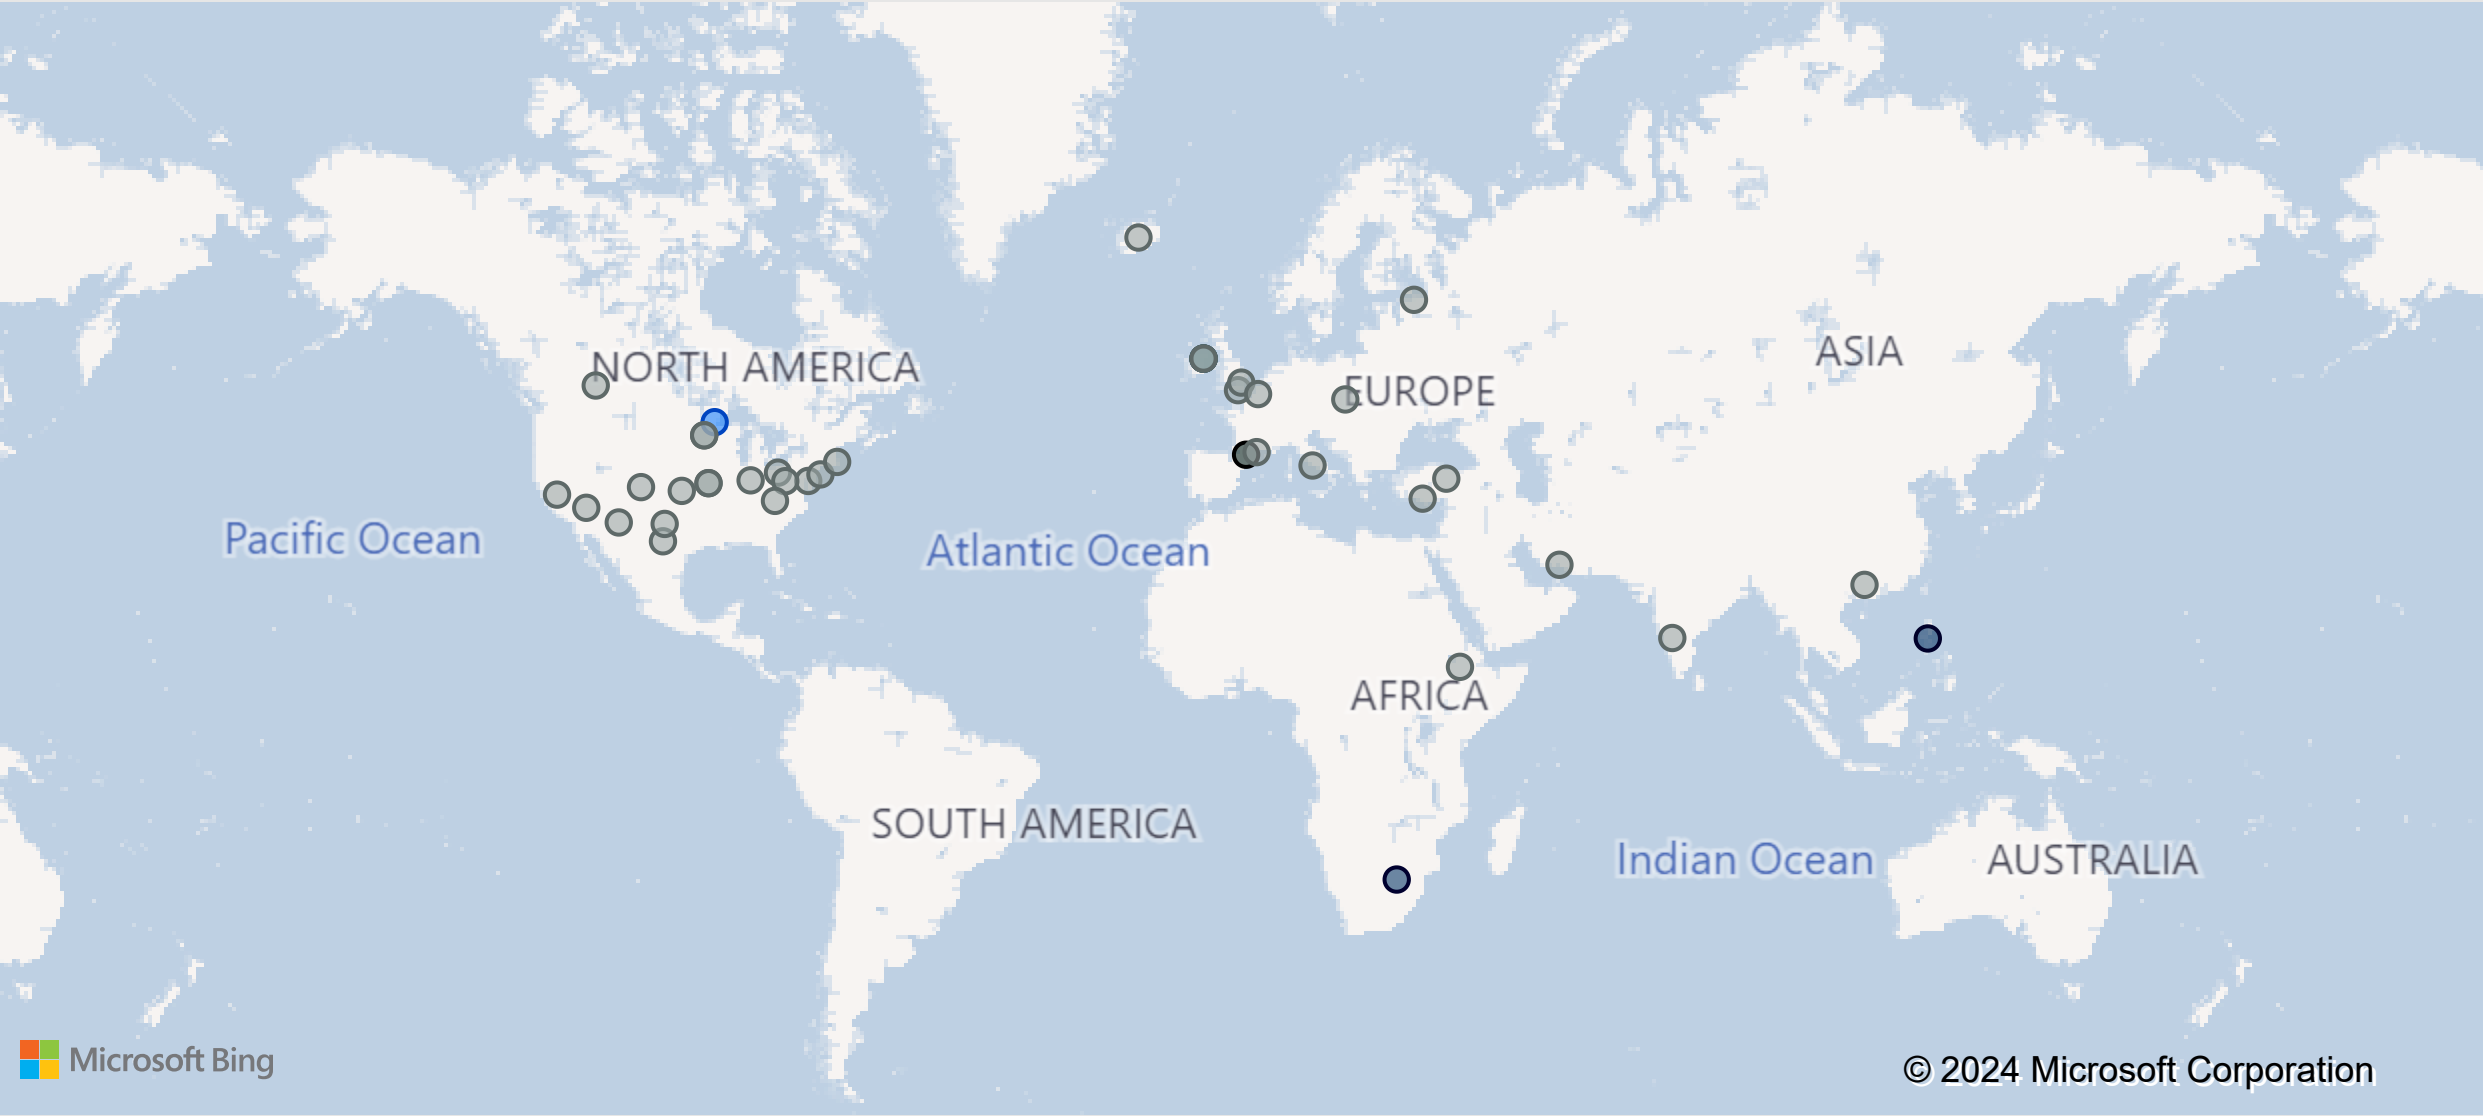 NORTH AMERICA
ASIA
EUROPE
Pacific Ocean
Atlantic Ocean
AFRICA
SOUTH AMERICA
Indian Ocean
AUSTRALIA
Microsoft Bing
© 2024 Microsoft Corporation